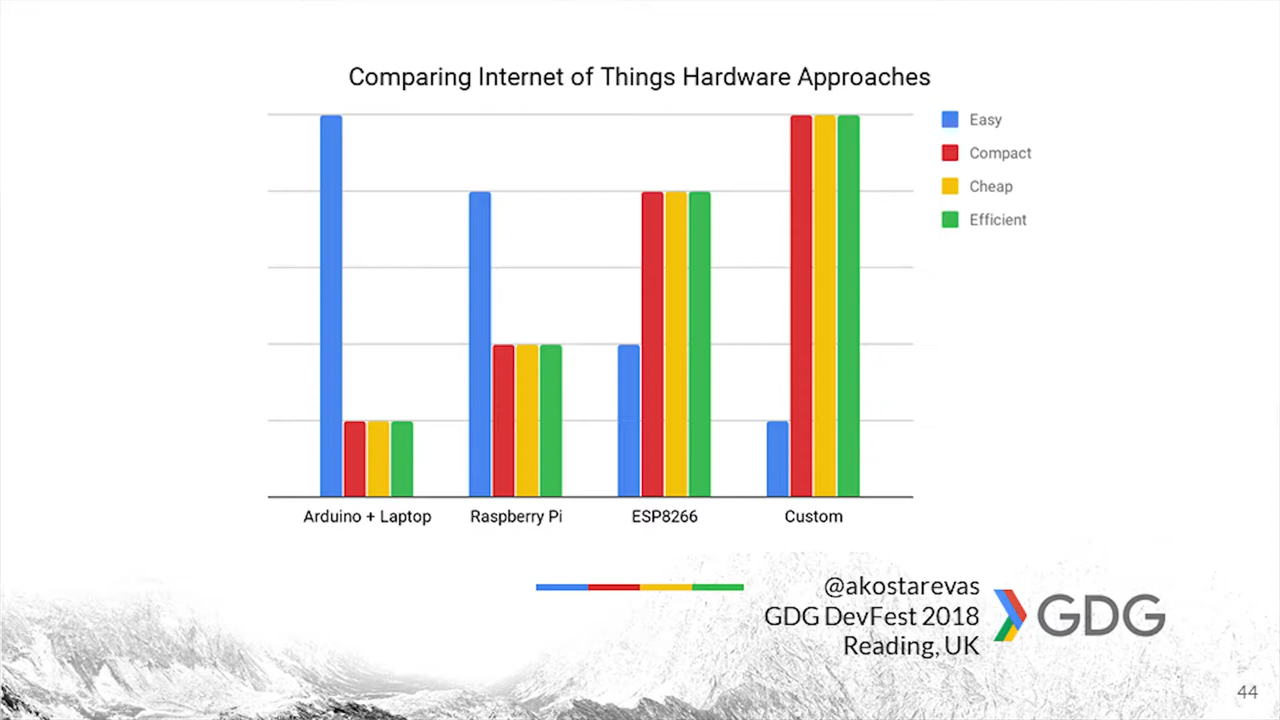 Comparing Internet of Things Hardware Approaches
Easy
Compact
Cheap
Efficient
Arduino + Laptop
Raspberry Pi
ESP8266
Custom
@akostarevas
GDG DevFest 2018
Reading, UK
GDG
44